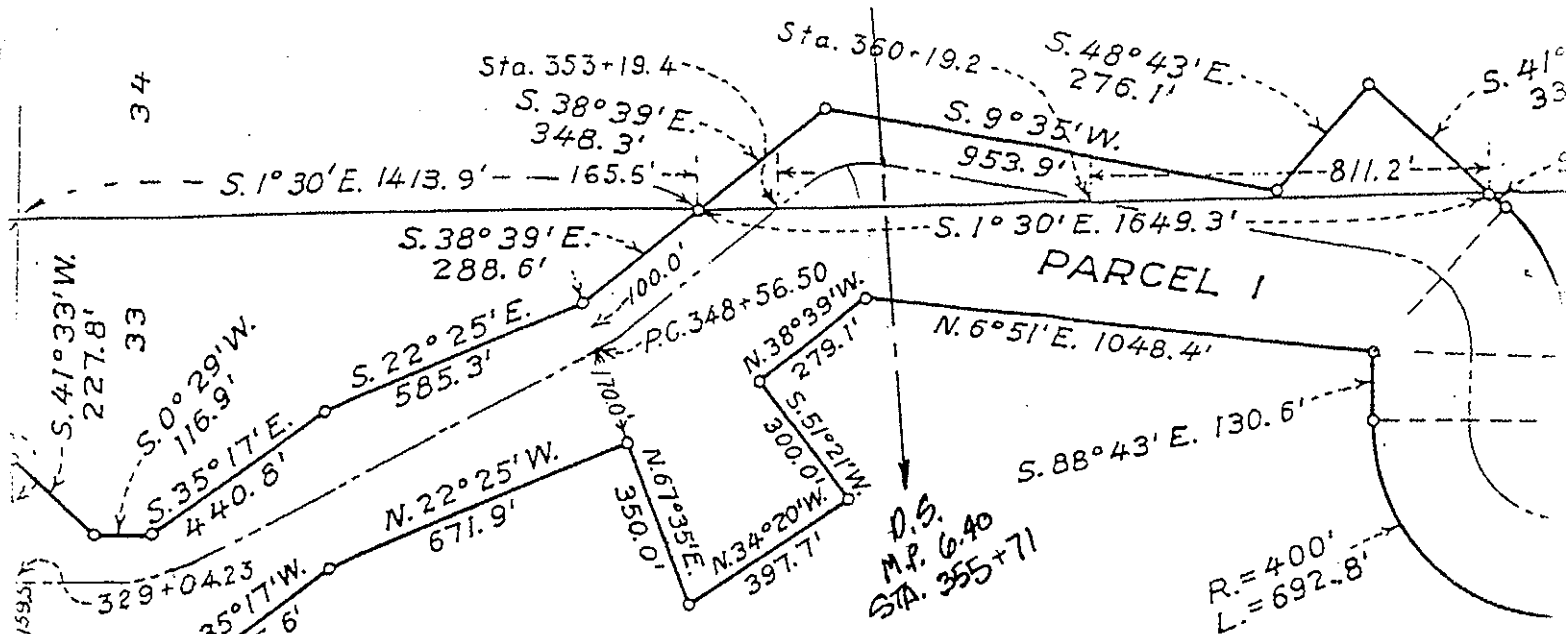 34
Sta. 353+19.4
S. 38°39'E.
348.3'
Sta. 360+19.2
S. 48°43'E.
276.1'
S. 41°
33
S. 9°35'W.
953.9'
811.2'
S. 1°30'E. 1413.9'
165.5'
S. 1°30'E. 1649.3'
S. 38°39'E.
288.6'
100.0'
PARCEL 1
P.C. 348+56.50
S. 41°33'W.
227.8'
33
S. 0°29'W.
116.9'
S. 22°25'E.
585.3'
N. 38°39'W.
279.1'
N. 6°51'E. 1048.4'
170.0'
S. 35°17'E.
440.8'
N. 22°25'W.
671.9'
N. 67°35'E.
350.0'
S. 51°21'W.
300.0'
N. 34°20'W.
397.7'
S. 88°43'E. 130.6'
D.S.
M.P. 6.40
STA. 355+71
159.5'
329+04.23
35°17'W.
6'
R.=400'
L.=692.8'